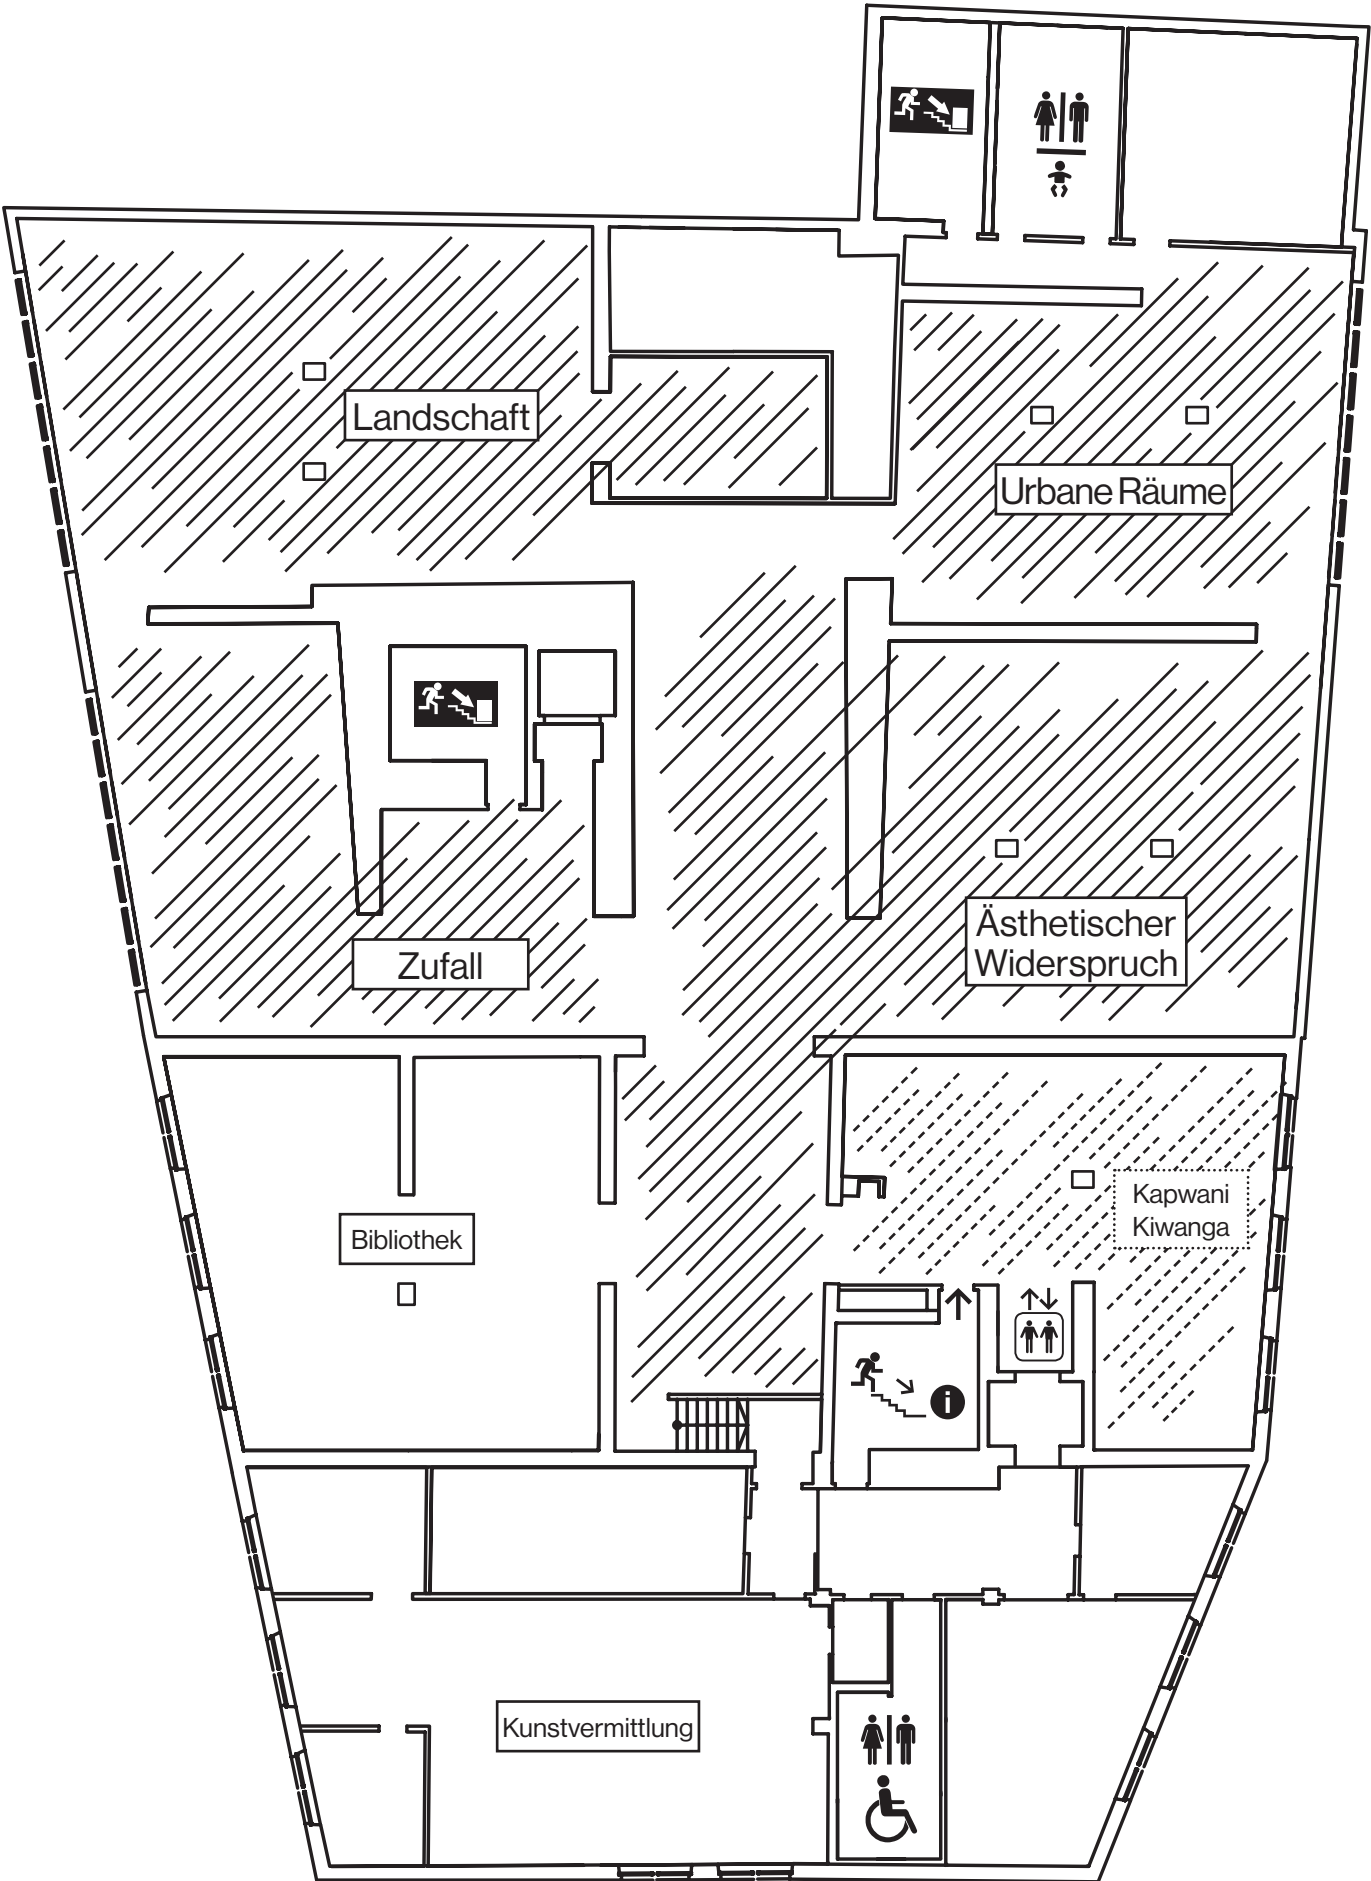 Landschaft
Urbane Räume
Zufall
Ästhetischer
Widerspruch
Bibliothek
Kapwani
Kiwanga
i
Kunstvermittlung